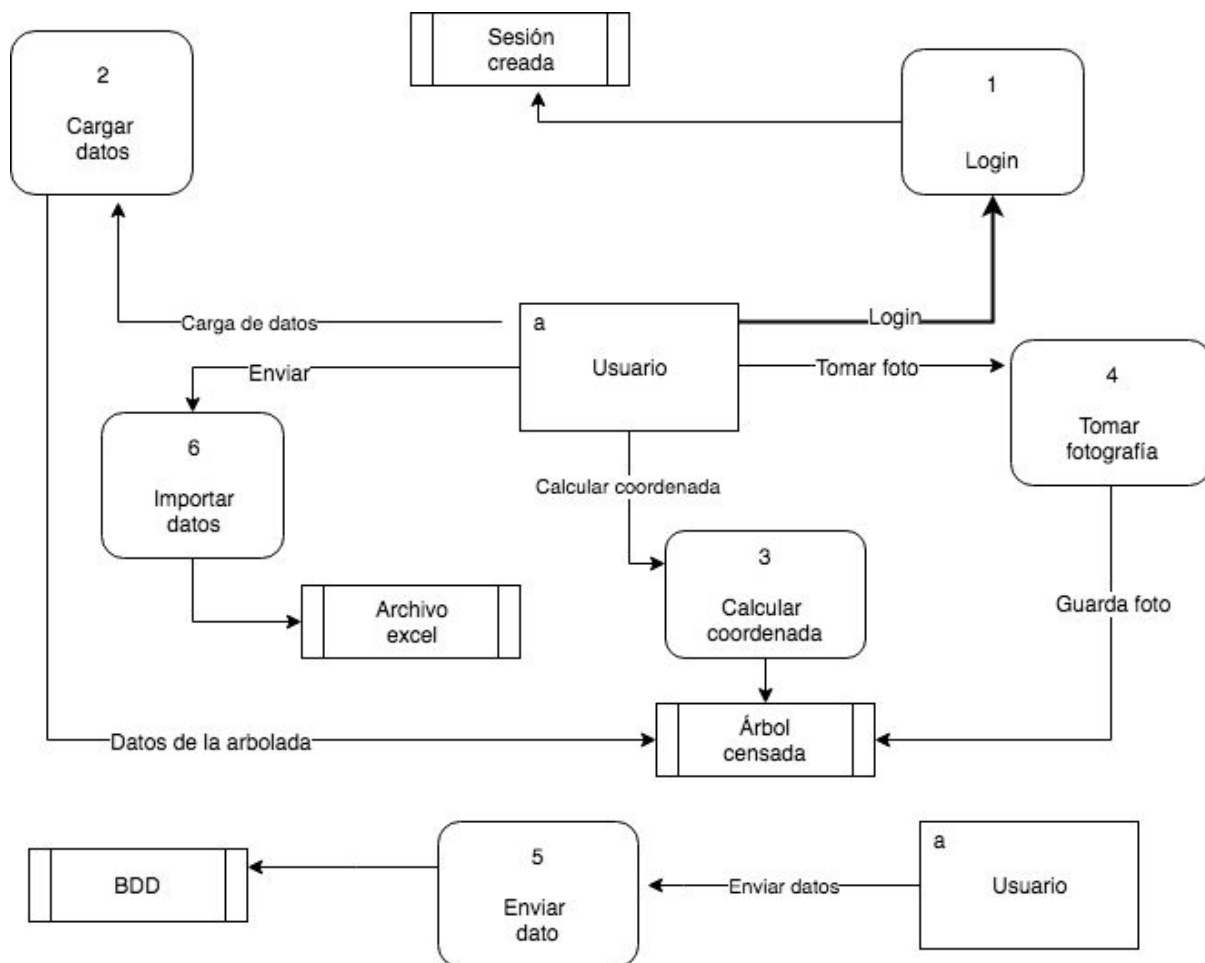 Sesión
creada
2
Cargar
datos
1
Login
Carga de datos
a
Usuario
Login
Enviar
Tomar foto
4
Tomar
fotografía
6
Importar
datos
Calcular coordenada
3
Calcular
coordenada
Archivo
excel
Guarda foto
Datos de la arbolada
Árbol
censada
BDD
5
Enviar
dato
Enviar datos
a
Usuario